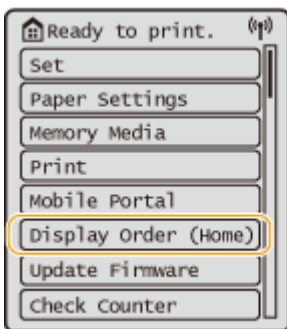 Ready to print.
Set
Paper Settings
Memory Media
Print
Mobile Portal
Display Order (Home)
Update Firmware
Check Counter